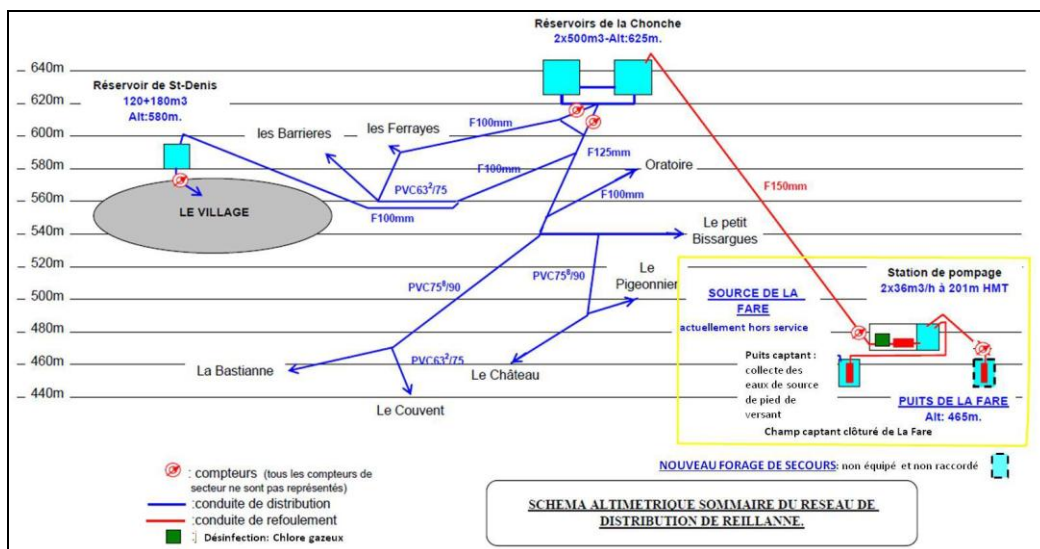 Réservoirs de la Chonche
2x500m3-Alt:625m.
640m
Réservoir de St-Denis
120+180m3
Alt:580m.
620m
600m
580m
560m
540m
520m
500m
480m
460m
440m
les Barrieres
les Ferrayes
F100mm
F100mm
F125mm
Oratoire
F100mm
PVC63²/75
F100mm
F150mm
LE VILLAGE
Le petit
Bissargues
PVC75⁸/90
PVC75⁸/90
Le
Pigeonnier
PVC63²/75
La Bastianne
Le Château
Le Couvent
Station de pompage
2x36m3/h à 201m HMT
SOURCE DE LA
FARE
actuellement hors service
Puits captant :
collecte des
eaux de source
de pied de
versant
PUITS DE LA FARE
Alt: 465m.
Champ captant clôturé de La Fare
NOUVEAU FORAGE DE SECOURS: non équipé et non raccordé
: compteurs (tous les compteurs de
secteur ne sont pas représentés)
:conduite de distribution
:conduite de refoulement
: Désinfection: Chlore gazeux
SCHEMA ALTIMETRIQUE SOMMAIRE DU RESEAU DE
DISTRIBUTION DE REILLANNE.